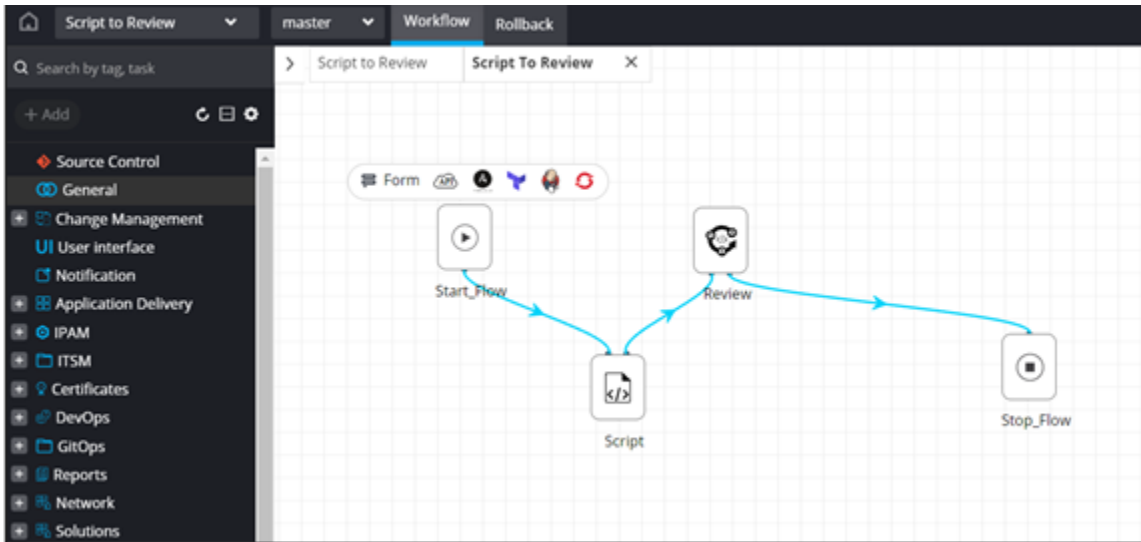 Script to Review
master
Workflow
Rollback
Search by tag, task
Script to Review
Script To Review
+ Add
Source Control
General
Change Management
UI User interface
Notification
Application Delivery
IPAM
ITSM
Certificates
DevOps
GitOps
Reports
Network
Solutions
Form
API
A
Start_Flow
Review
Script
Stop_Flow